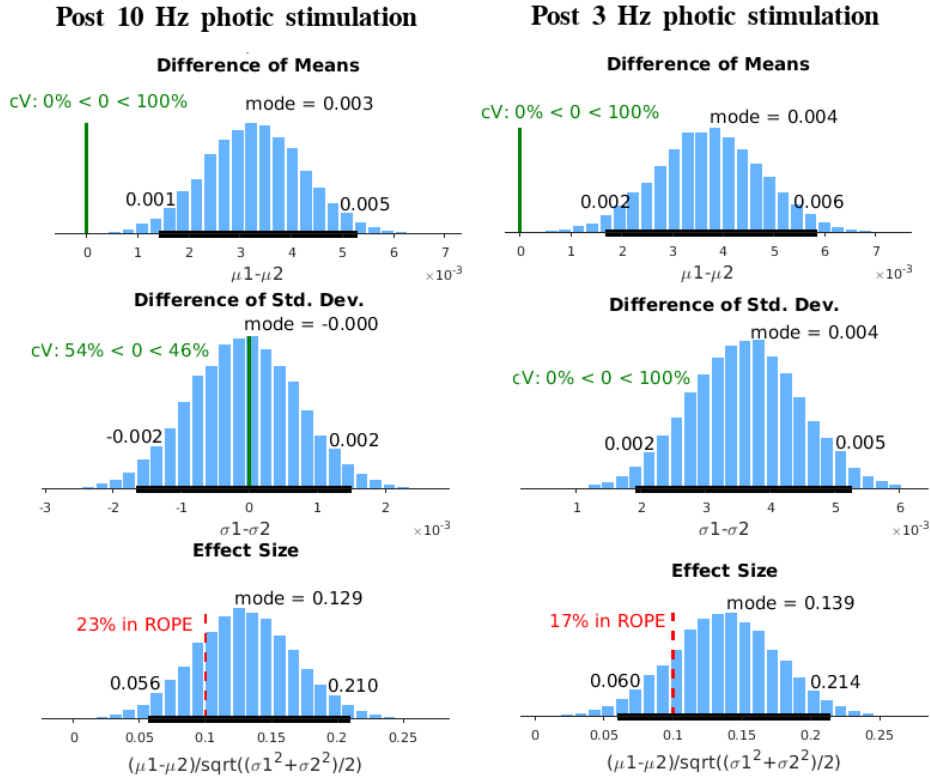 Post 10 Hz photic stimulation
Difference of Means
cV: 0% < 0 < 100%
mode = 0.003
0.001
0.005
0 1 2 3 4 5 6 7
μ1-μ2
×10⁻³
Difference of Std. Dev.
mode = -0.000
cV: 54% < 0 < 46%
-0.002
0.002
-3 -2 -1 0 1 2
σ1-σ2
×10⁻³
Effect Size
mode = 0.129
23% in ROPE
0.056
0.210
0 0.05 0.1 0.15 0.2 0.25
(μ1-μ2)/sqrt((σ1²+σ2²)/2)
Post 3 Hz photic stimulation
Difference of Means
cV: 0% < 0 < 100%
mode = 0.004
0.002
0.006
0 1 2 3 4 5 6 7
μ1-μ2
×10⁻³
Difference of Std. Dev.
mode = 0.004
cV: 0% < 0 < 100%
0.002
0.005
1 2 3 4 5 6
σ1-σ2
×10⁻³
Effect Size
mode = 0.139
17% in ROPE
0.060
0.214
0 0.05 0.1 0.15 0.2 0.25
(μ1-μ2)/sqrt((σ1²+σ2²)/2)